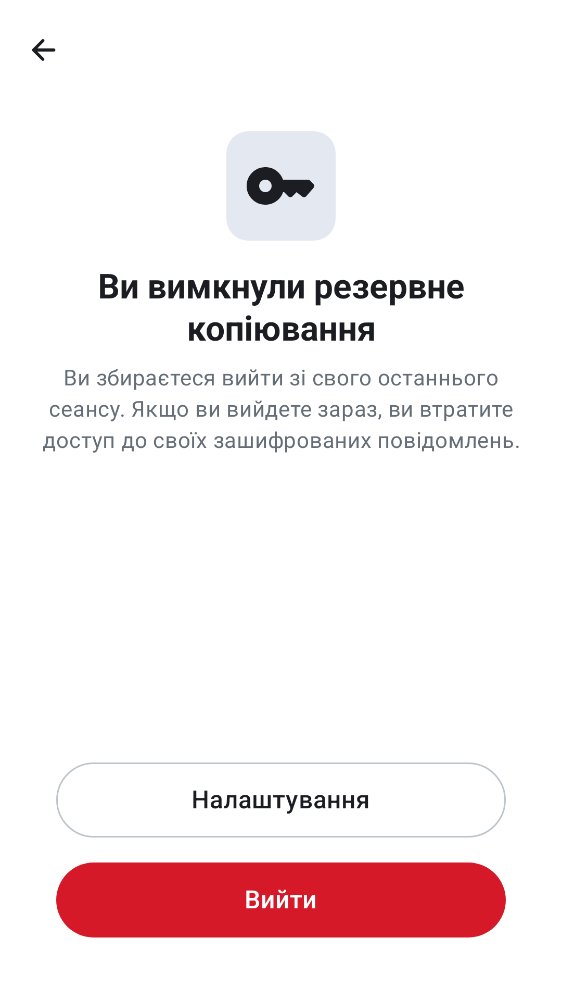 Ви вимкнули резервне
копіювання
Ви збираєтеся вийти зі свого останнього
сеансу. Якщо ви вийдете зараз, ви втратите
доступ до своїх зашифрованих повідомлень.
Налаштування
Вийти